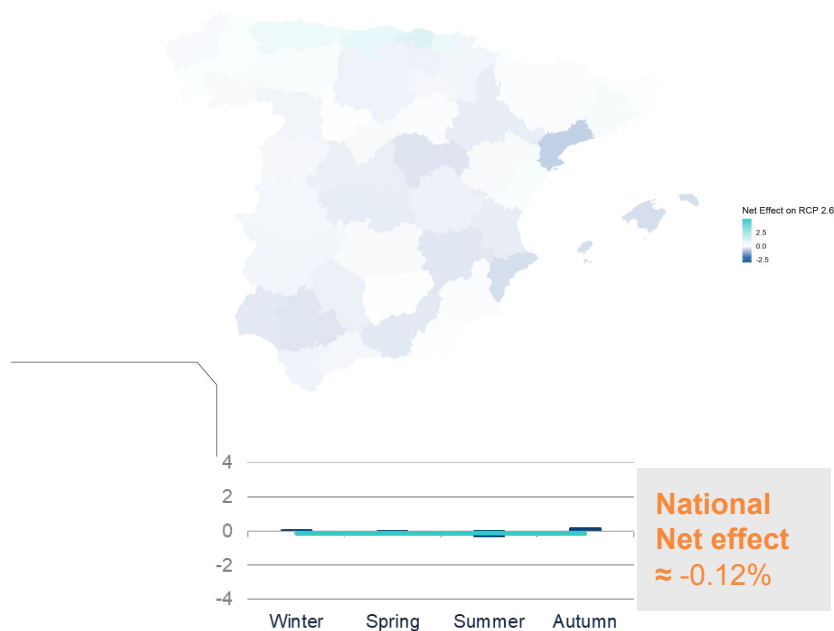 Net Effect on RCP 2.6
2.5
0.0
-2.5
4
2
0
-2
-4
Winter Spring Summer Autumn
National
Net effect
≈ -0.12%